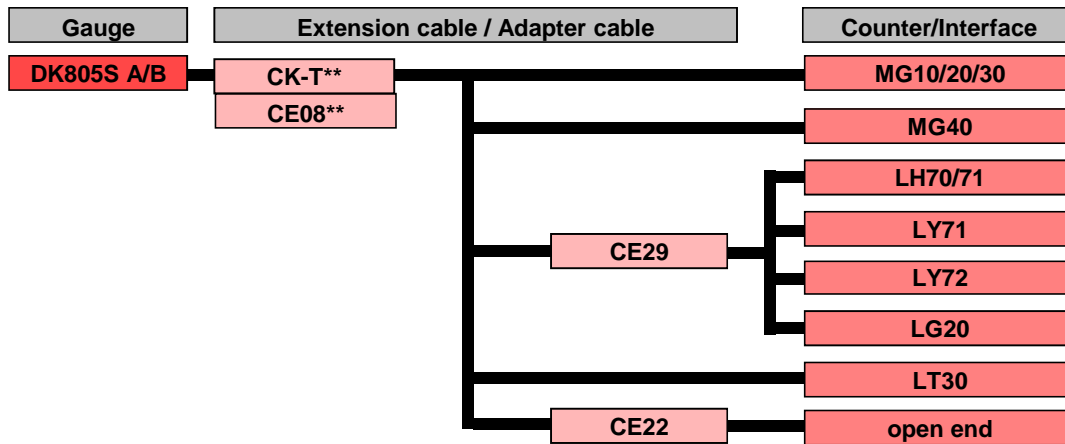 Gauge
Extension cable / Adapter cable
Counter/Interface
DK805S A/B
CK-T**
CE08**
MG10/20/30
MG40
LH70/71
LY71
CE29
LY72
LG20
LT30
CE22
open end